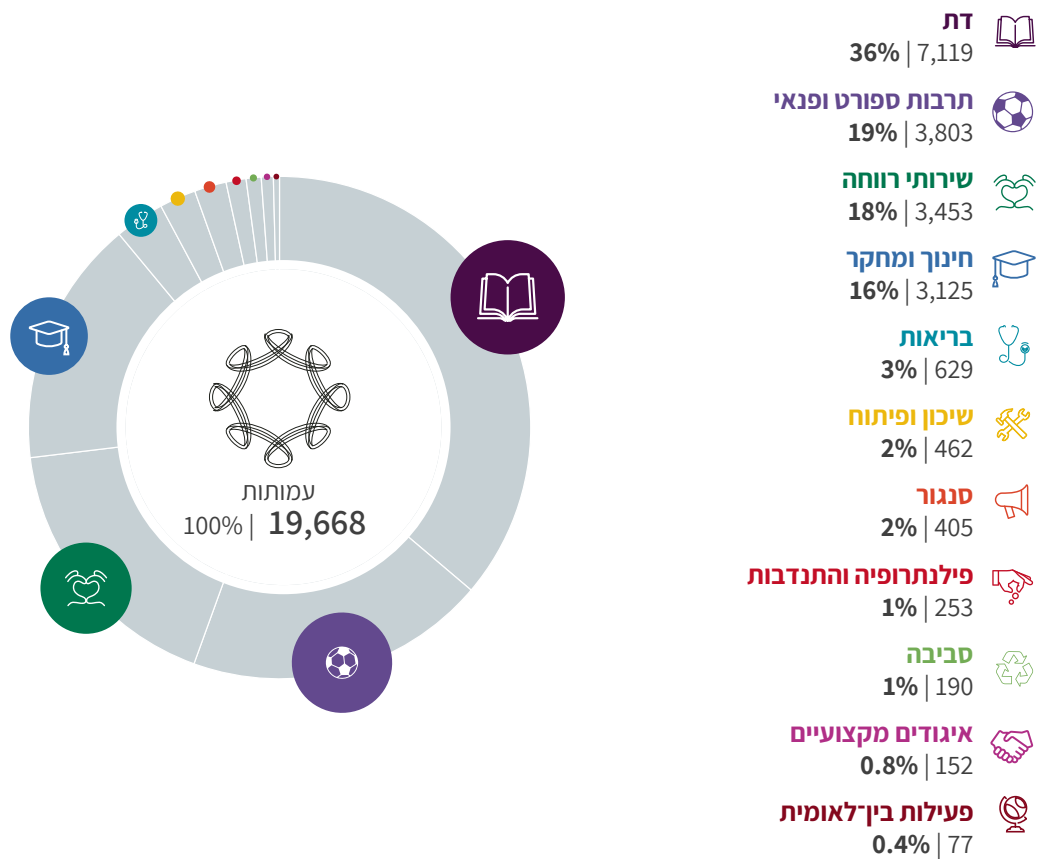 דת
36% | 7,119
תרבות ספורט ופנאי
19% | 3,803
שירותי רווחה
18% | 3,453
חינוך ומחקר
16% | 3,125
בריאות
3% | 629
שיכון ופיתוח
2% | 462
סנגור
2% | 405
פילנתרופיה והתנדבות
1% | 253
סביבה
1% | 190
איגודים מקצועיים
0.8% | 152
פעילות בין־לאומית
0.4% | 77
עמותות
100% | 19,668